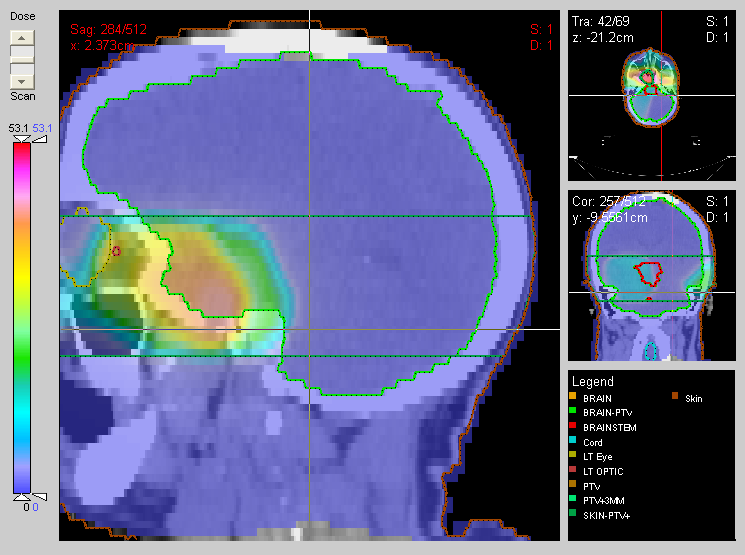 Dose
Scan
53.1 53.1
0 0
Sag: 284/512
x: 2.373cm
S: 1
D: 1
Tra: 42/69
z: -21.2cm
S: 1
D: 1
Cor: 257/512
y: -9.5561cm
S: 1
D: 1
Legend
BRAIN
Skin
BRAIN-PTV
BRAINSTEM
Cord
LT Eye
LT OPTIC
PTV
PTV+3MM
SKIN-PTV+